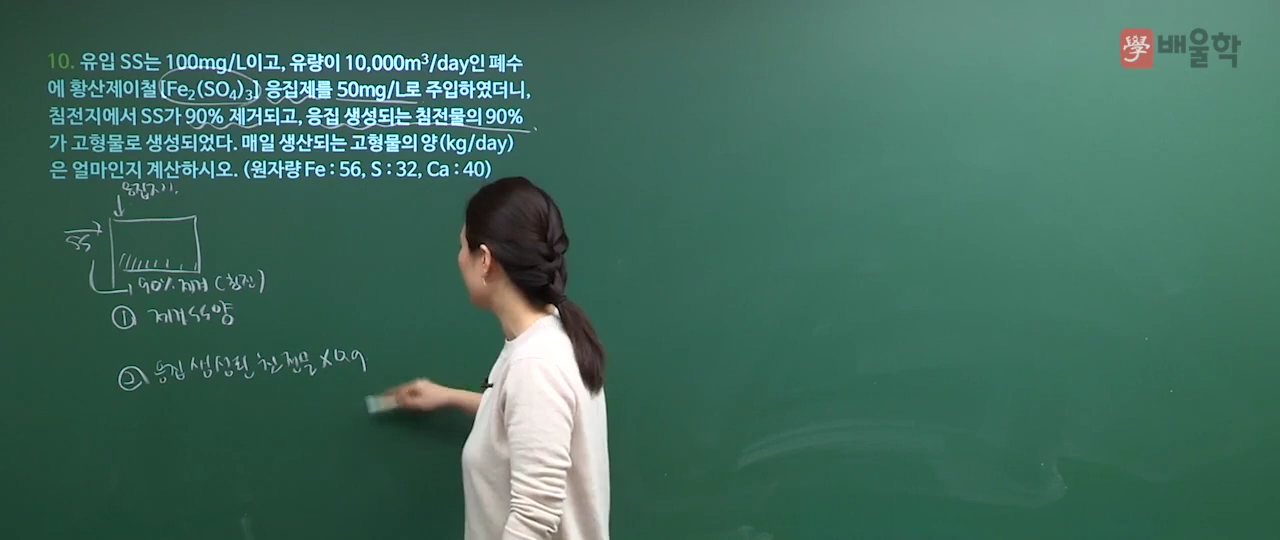 學 배울학
10. 유입 SS는 100mg/L이고, 유량이 10,000m³/day인 폐수
에 황산제이철 [Fe₂(SO₄)₃] 응집제를 50mg/L로 주입하였더니,
침전지에서 SS가 90% 제거되고, 응집 생성되는 침전물의 90%
가 고형물로 생성되었다. 매일 생산되는 고형물의 양(kg/day)
은 얼마인지 계산하시오. (원자량 Fe : 56, S : 32, Ca : 40)
SS
90% 제거 (침전)
① 제거 SS양
② 응집 생성된 침전물 × 0.9